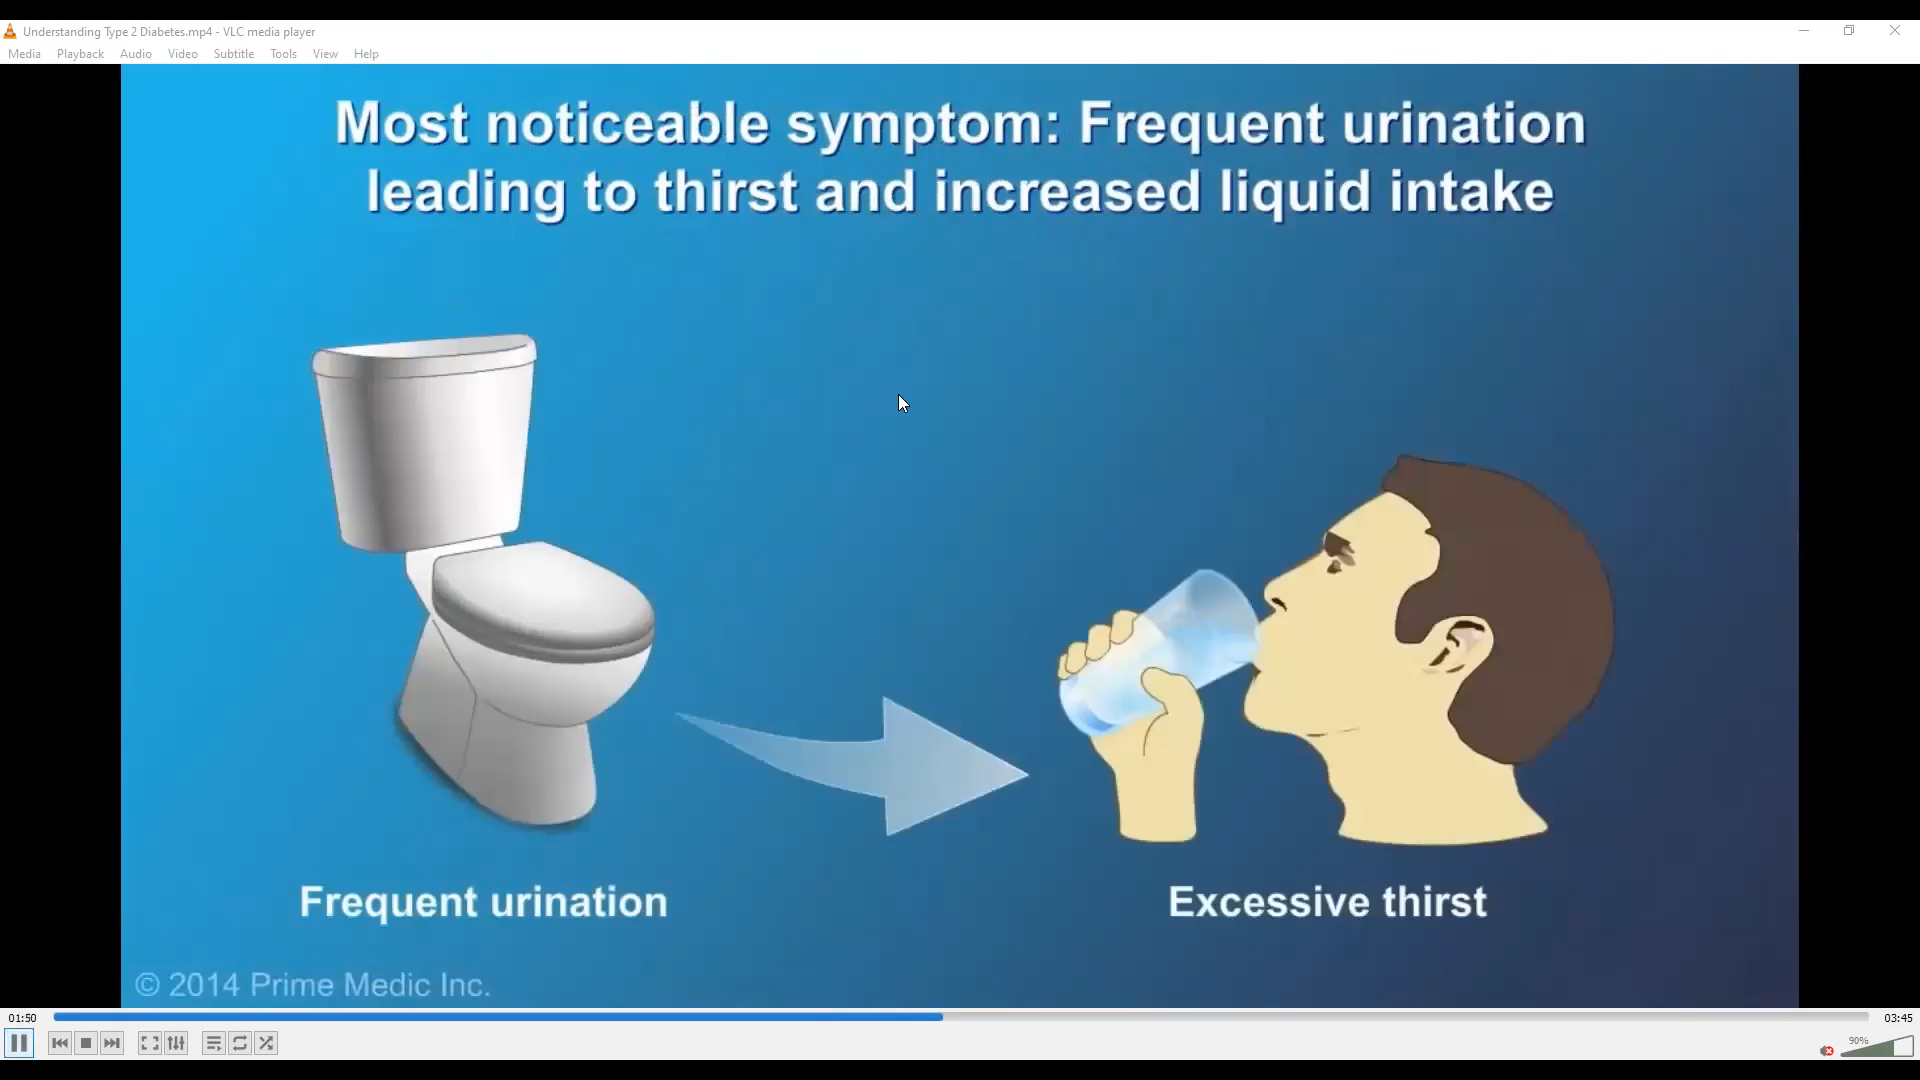 Understanding Type 2 Diabetes.mp4 - VLC media player
Media Playback Audio Video Subtitle Tools View Help
Most noticeable symptom: Frequent urination
leading to thirst and increased liquid intake
Frequent urination
Excessive thirst
© 2014 Prime Medic Inc.
01:50
03:45
90%